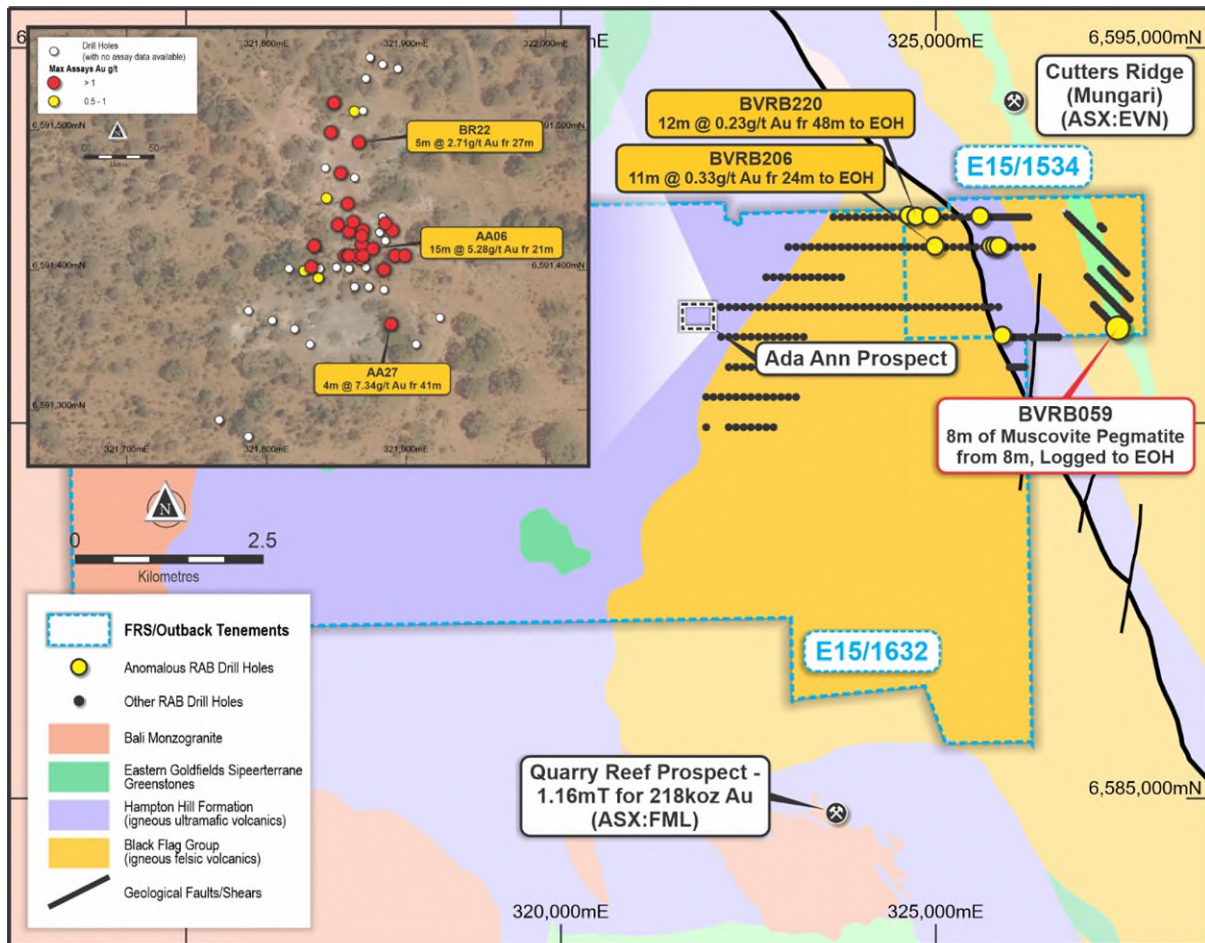 Drill Holes
(with no assay data available)
Max Assays Au g/t
> 1
0.5 - 1
0
50
321,800mE
321,900mE
322,000mE
6,591,500mN
BR22
5m @ 2.71g/t Au fr 27m
AA06
15m @ 5.28g/t Au fr 21m
6,591,400mN
AA27
4m @ 7.34g/t Au fr 41m
6,591,300mN
321,700mE
321,800mE
321,900mE
325,000mE
6,595,000mN
Cutters Ridge
(Mungari)
(ASX:EVN)
BVRB220
12m @ 0.23g/t Au fr 48m to EOH
BVRB206
11m @ 0.33g/t Au fr 24m to EOH
E15/1534
Ada Ann Prospect
BVRB059
8m of Muscovite Pegmatite
from 8m, Logged to EOH
N
0
2.5
Kilometres
FRS/Outback Tenements
Anomalous RAB Drill Holes
Other RAB Drill Holes
Bali Monzogranite
Eastern Goldfields Sipeerterrane
Greenstones
Hampton Hill Formation
(igneous ultramafic volcanics)
Black Flag Group
(igneous felsic volcanics)
Geological Faults/Shears
E15/1632
Quarry Reef Prospect -
1.16mT for 218koz Au
(ASX:FML)
6,585,000mN
320,000mE
325,000mE